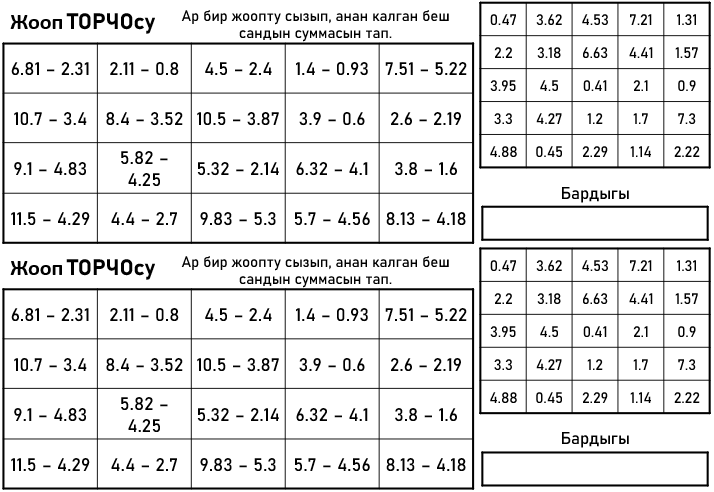 Жооп ТОРЧОсу
Ар бир жоопту сызып, анан калган беш
сандын суммасын тап.
6.81 – 2.31 2.11 – 0.8 4.5 – 2.4 1.4 – 0.93 7.51 – 5.22
10.7 – 3.4 8.4 – 3.52 10.5 – 3.87 3.9 – 0.6 2.6 – 2.19
9.1 – 4.83 5.82 –
4.25 5.32 – 2.14 6.32 – 4.1 3.8 – 1.6
11.5 – 4.29 4.4 – 2.7 9.83 – 5.3 5.7 – 4.56 8.13 – 4.18
0.47 3.62 4.53 7.21 1.31
2.2 3.18 6.63 4.41 1.57
3.95 4.5 0.41 2.1 0.9
3.3 4.27 1.2 1.7 7.3
4.88 0.45 2.29 1.14 2.22
Бардыгы
Жооп ТОРЧОсу
Ар бир жоопту сызып, анан калган беш
сандын суммасын тап.
6.81 – 2.31 2.11 – 0.8 4.5 – 2.4 1.4 – 0.93 7.51 – 5.22
10.7 – 3.4 8.4 – 3.52 10.5 – 3.87 3.9 – 0.6 2.6 – 2.19
9.1 – 4.83 5.82 –
4.25 5.32 – 2.14 6.32 – 4.1 3.8 – 1.6
11.5 – 4.29 4.4 – 2.7 9.83 – 5.3 5.7 – 4.56 8.13 – 4.18
0.47 3.62 4.53 7.21 1.31
2.2 3.18 6.63 4.41 1.57
3.95 4.5 0.41 2.1 0.9
3.3 4.27 1.2 1.7 7.3
4.88 0.45 2.29 1.14 2.22
Бардыгы